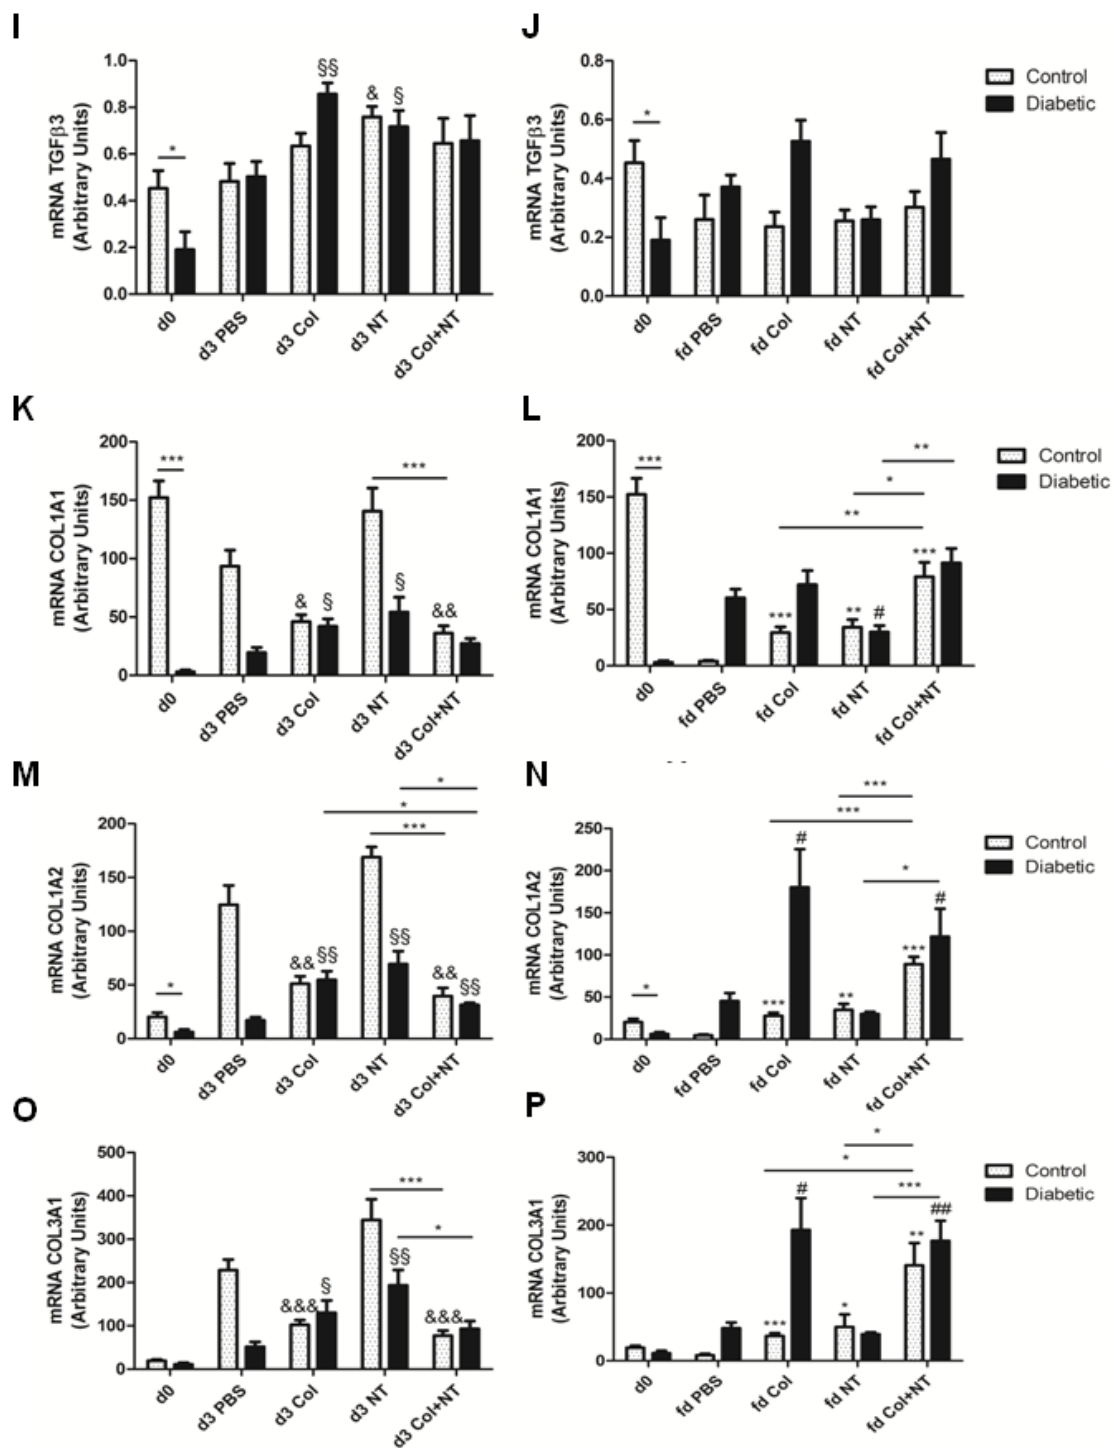 I
mRNA TGFβ3
(Arbitrary Units)
1.0
0.8
0.6
0.4
0.2
0.0
*
§§
&
§
d0
d3 PBS
d3 Col
d3 NT
d3 Col+NT
J
mRNA TGFβ3
(Arbitrary Units)
0.8
0.6
0.4
0.2
0.0
*
d0
fd PBS
fd Col
fd NT
fd Col+NT
Control
Diabetic
K
mRNA COL1A1
(Arbitrary Units)
200
150
100
50
0
***
***
&
§
§
&&
d0
d3 PBS
d3 Col
d3 NT
d3 Col+NT
L
mRNA COL1A1
(Arbitrary Units)
200
150
100
50
0
***
**
*
**
***
**
#
***
d0
fd PBS
fd Col
fd NT
fd Col+NT
Control
Diabetic
M
mRNA COL1A2
(Arbitrary Units)
200
150
100
50
0
*
*
***
*
&&
§§
§§
&&
§§
d0
d3 PBS
d3 Col
d3 NT
d3 Col+NT
N
mRNA COL1A2
(Arbitrary Units)
250
200
150
100
50
0
***
***
#
*
#
*
***
**
***
d0
fd PBS
fd Col
fd NT
fd Col+NT
Control
Diabetic
O
mRNA COL3A1
(Arbitrary Units)
500
400
300
200
100
0
***
*
&&&
§
§§
&&&
d0
d3 PBS
d3 Col
d3 NT
d3 Col+NT
P
mRNA COL3A1
(Arbitrary Units)
300
200
100
0
*
*
***
#
##
***
*
**
d0
fd PBS
fd Col
fd NT
fd Col+NT
Control
Diabetic